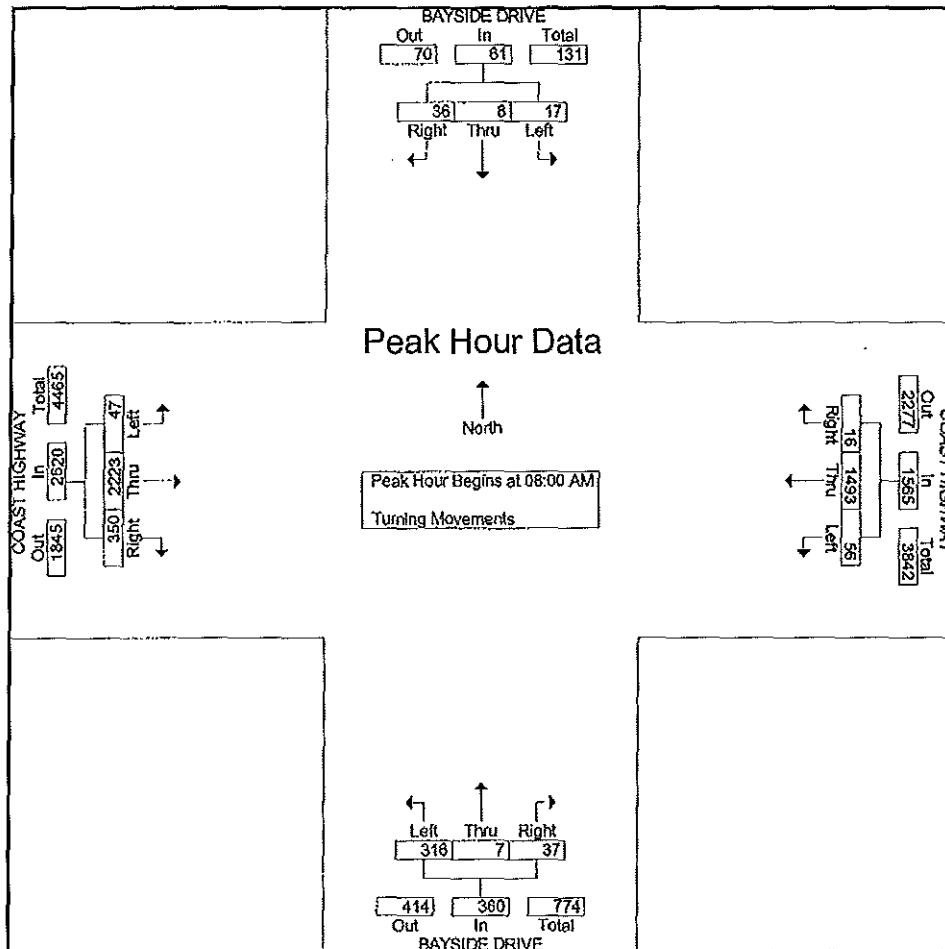 BAYSIDE DRIVE
Out In Total
70 61 131
36 8 17
Right Thru Left
Peak Hour Data
North
Peak Hour Begins at 08:00 AM
Turning Movements
COAST HIGHWAY
Out In Total
1845 2620 4465
350 2223 47
Right Thru Left
COAST HIGHWAY
Out In Total
2277 1565 3842
16 1493 56
Right Thru Left
Left Thru Right
316 7 37
414 360 774
Out In Total
BAYSIDE DRIVE